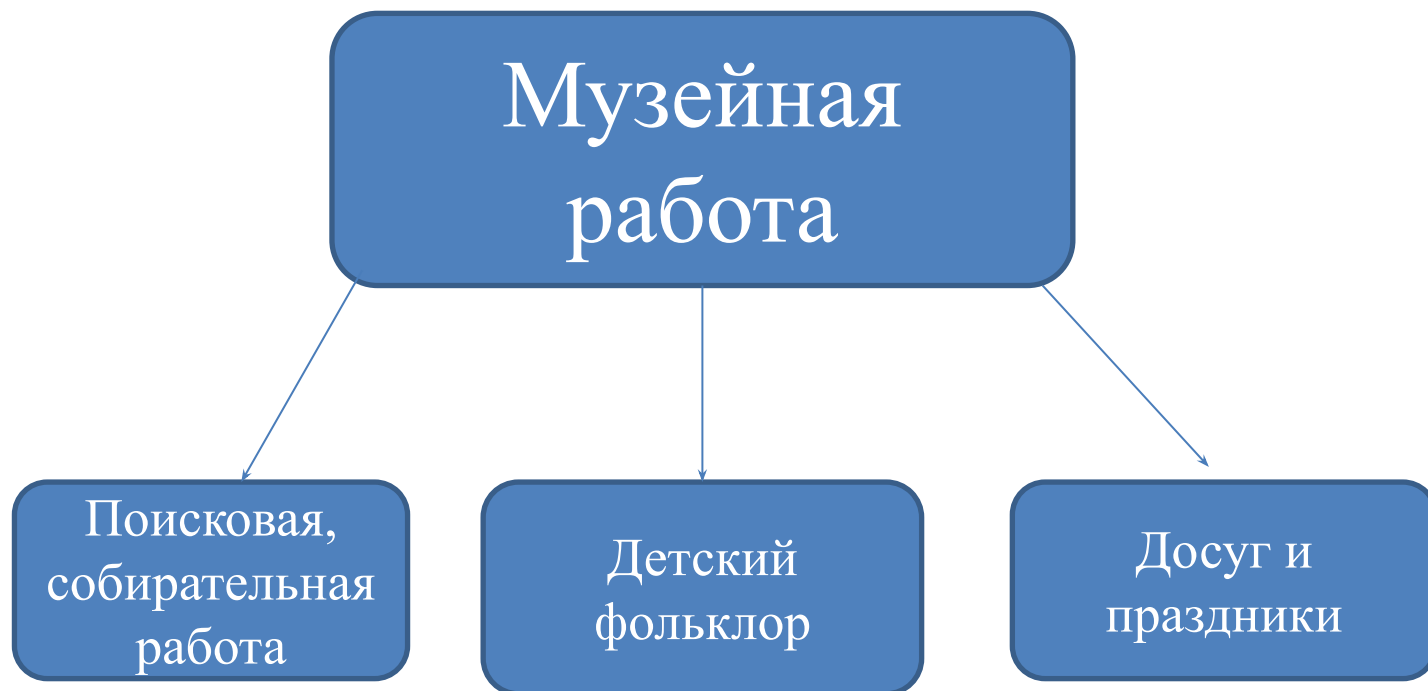 Музейная
работа
Поисковая,
собирательная
работа
Детский
фольклор
Досуг и
праздники